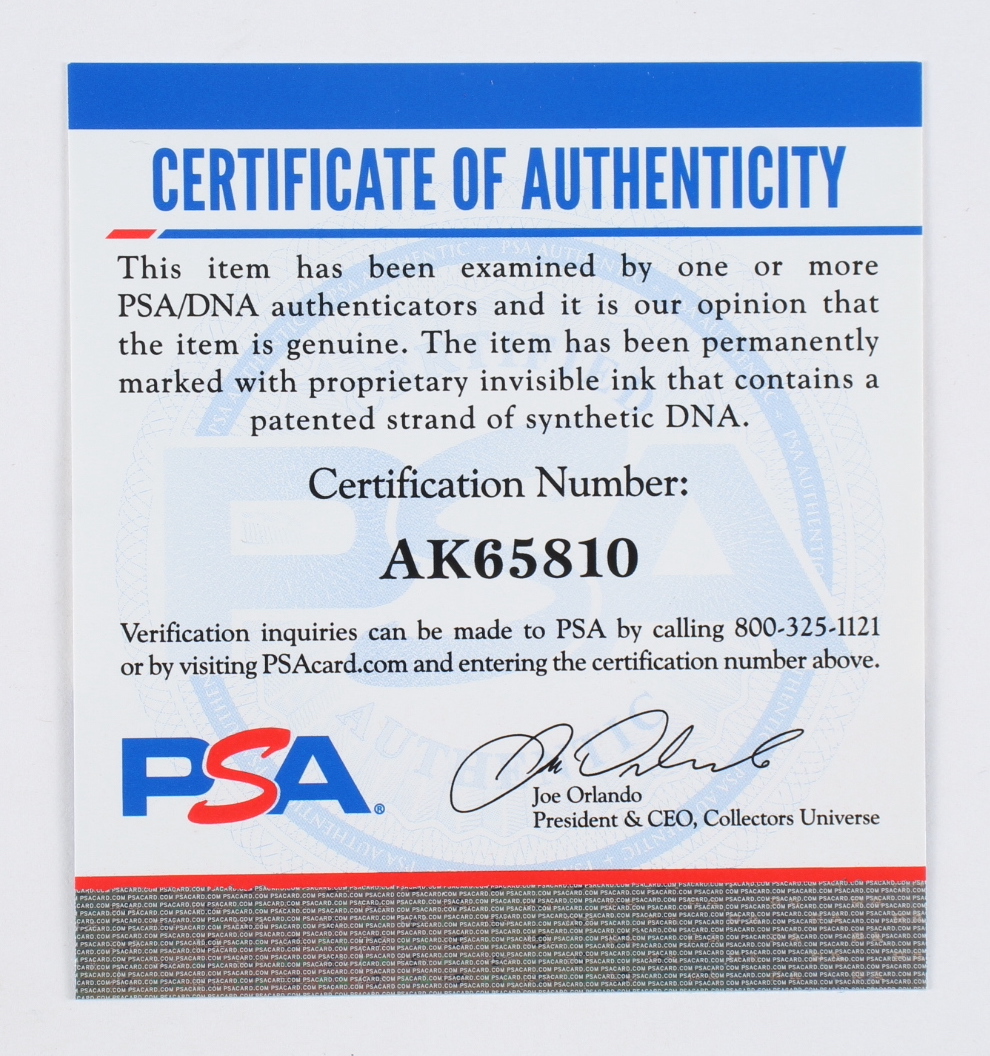 CERTIFICATE OF AUTHENTICITY
This item has been examined by one or more
PSA/DNA authenticators and it is our opinion that
the item is genuine. The item has been permanently
marked with proprietary invisible ink that contains a
patented strand of synthetic DNA.
Certification Number:
AK65810
Verification inquiries can be made to PSA by calling 800-325-1121
or by visiting PSAcard.com and entering the certification number above.
PSA®
Joe Orlando
President & CEO, Collectors Universe